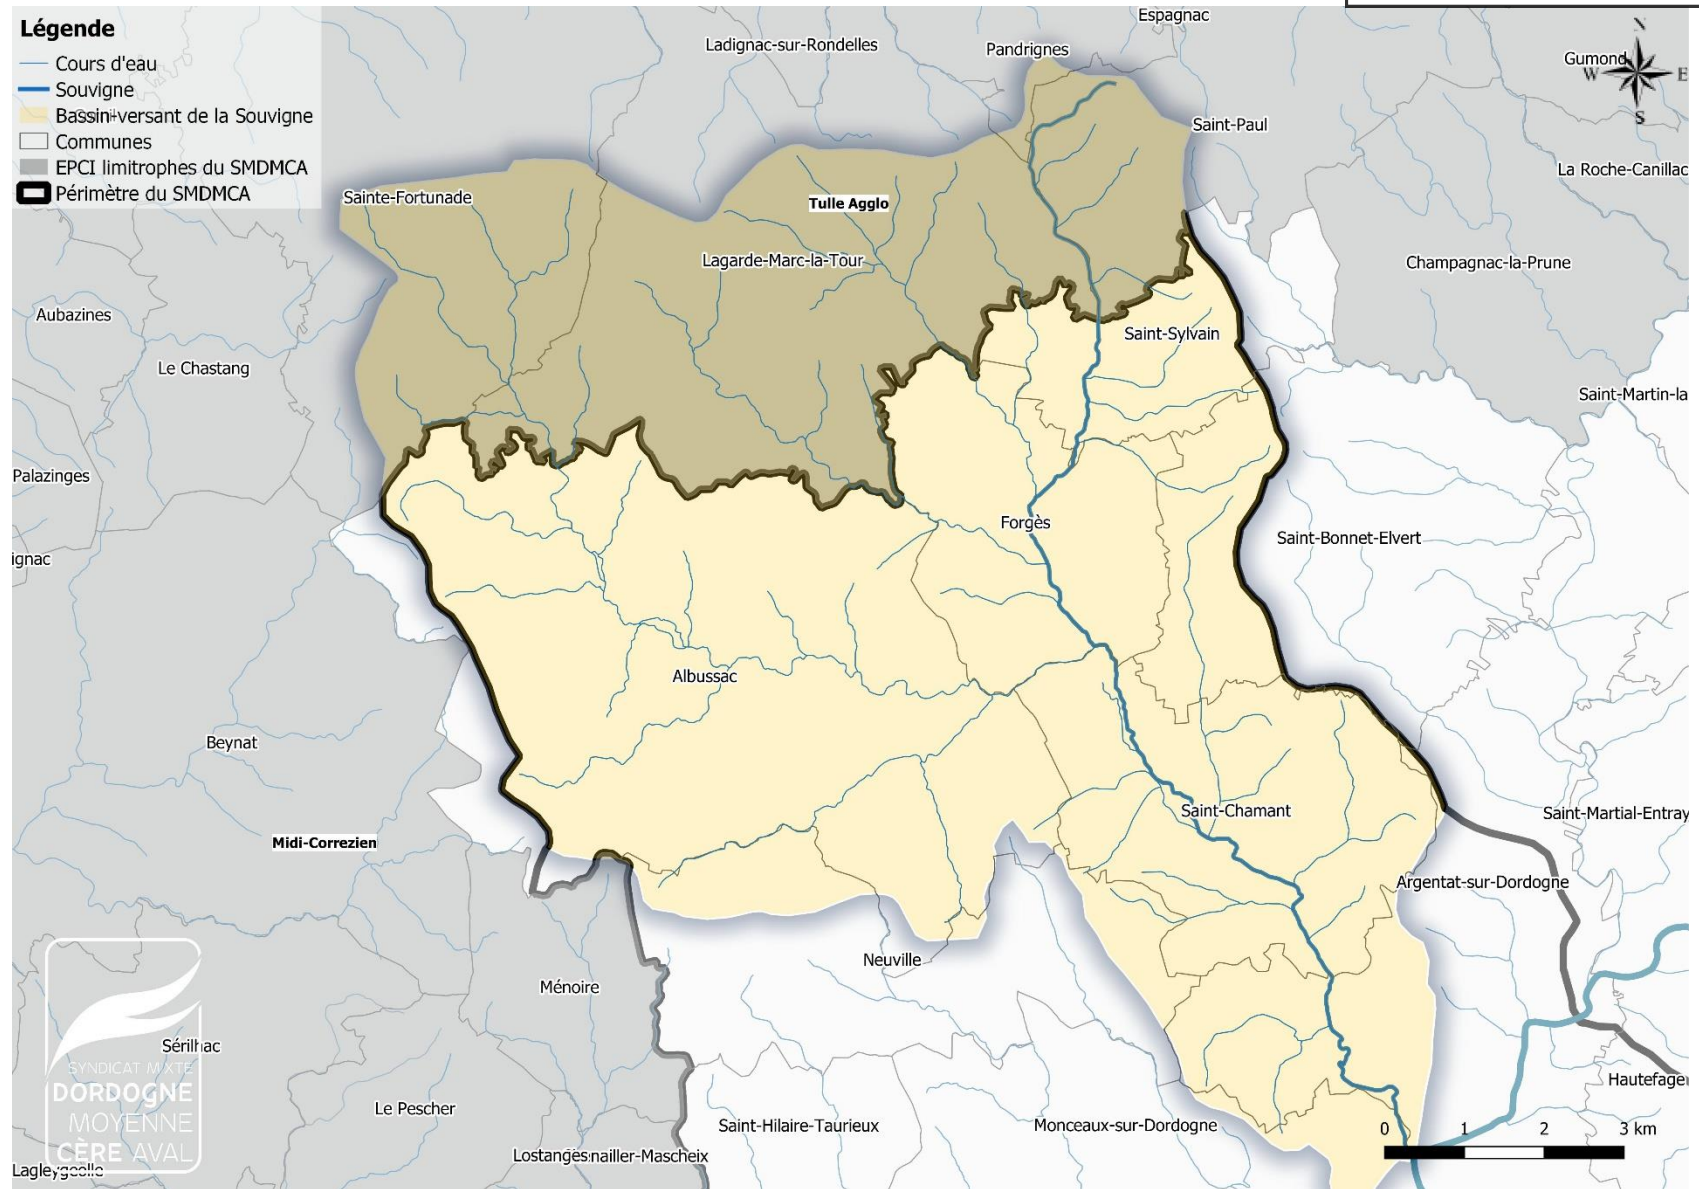 Légende
Cours d'eau
Souvigne
Bassin-versant de la Souvigne
Communes
EPCI limitrophes du SMDMCA
Périmètre du SMDMCA
Espagnac
Ladignac-sur-Rondelles
Pandrignes
N
Gumond
W E
S
Saint-Paul
La Roche-Canillac
Sainte-Fortunade
Tulle Agglo
Lagarde-Marc-la-Tour
Champagnac-la-Prune
Aubazines
Saint-Sylvain
Le Chastang
Saint-Martin-la
Palazinges
Forgès
Saint-Bonnet-Elvert
ignac
Albussac
Beynat
Saint-Chamant
Saint-Martial-Entray
Midi-Correzien
Argentat-sur-Dordogne
Neuville
Ménoire
Sérilhac
SYNDICAT MIXTE
DORDOGNE
MOYENNE
CÈRE AVAL
Hautefage
Le Pescher
Saint-Hilaire-Taurieux
Monceaux-sur-Dordogne
0 1 2 3 km
Lostanges
nailler-Mascheix
Lagleygeolle